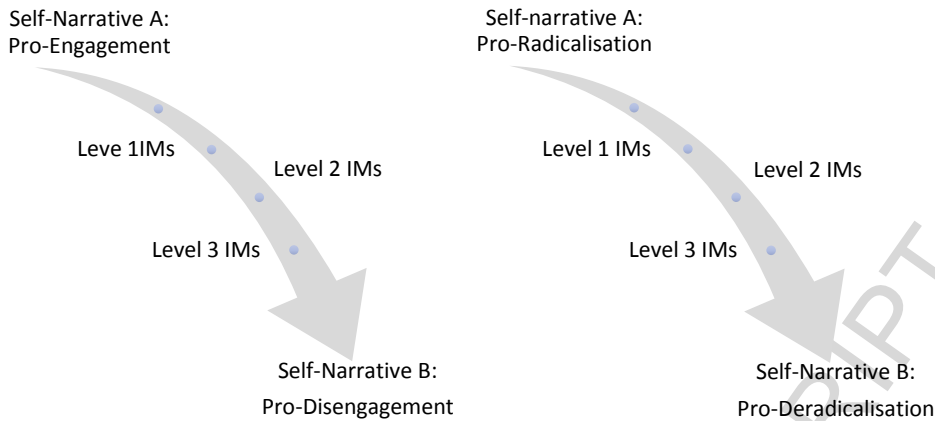 Self-Narrative A:
Pro-Engagement
Leve 1IMs
Level 2 IMs
Level 3 IMs
Self-Narrative B:
Pro-Disengagement
Self-narrative A:
Pro-Radicalisation
Level 1 IMs
Level 2 IMs
Level 3 IMs
Self-Narrative B:
Pro-Deradicalisation
RIPT